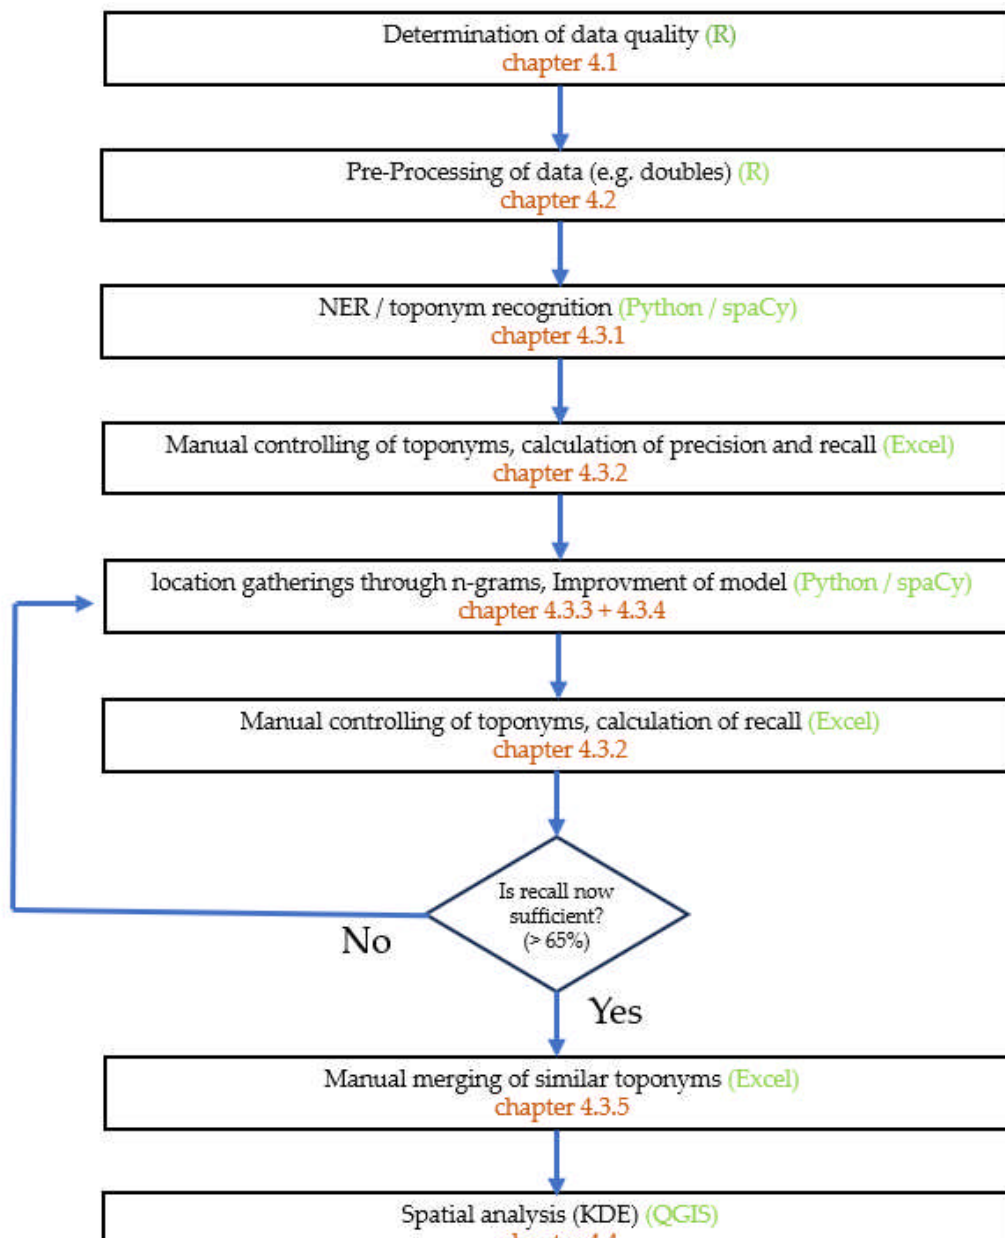 Determination of data quality (R)
chapter 4.1
Pre-Processing of data (e.g. doubles) (R)
chapter 4.2
NER / toponym recognition (Python / spaCy)
chapter 4.3.1
Manual controlling of toponyms, calculation of precision and recall (Excel)
chapter 4.3.2
location gatherings through n-grams, Improvment of model (Python / spaCy)
chapter 4.3.3 + 4.3.4
Manual controlling of toponyms, calculation of recall (Excel)
chapter 4.3.2
Is recall now
sufficient?
(> 65%)
No
Yes
Manual merging of similar toponyms (Excel)
chapter 4.3.5
Spatial analysis (KDE) (QGIS)